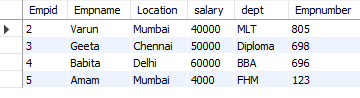 Empid Empname Location salary dept Empnumber
2 Varun Mumbai 40000 MLT 805
3 Geeta Chennai 50000 Diploma 698
4 Babita Delhi 60000 BBA 696
5 Amam Mumbai 4000 FHM 123